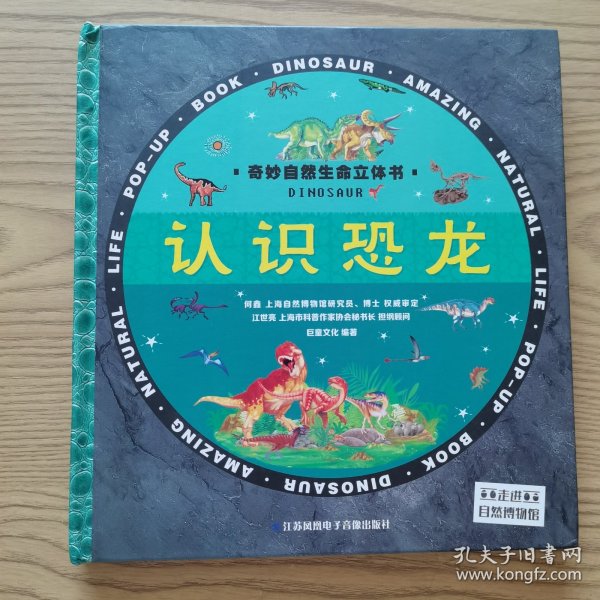 AMAZING · NATURAL · LIFE · POP-UP · BOOK · DINOSAUR · AMAZING · NATURAL · LIFE · POP-UP · BOOK · DINOSAUR ·
奇妙自然生命立体书
DINOSAUR
认识恐龙
何鑫 上海自然博物馆研究员、博士 权威审定
江世亮 上海市科普作家协会秘书长 担纲顾问
巨童文化 编著
走进
自然博物馆
江苏凤凰电子音像出版社
孔夫子旧书网
www.kongfz.com